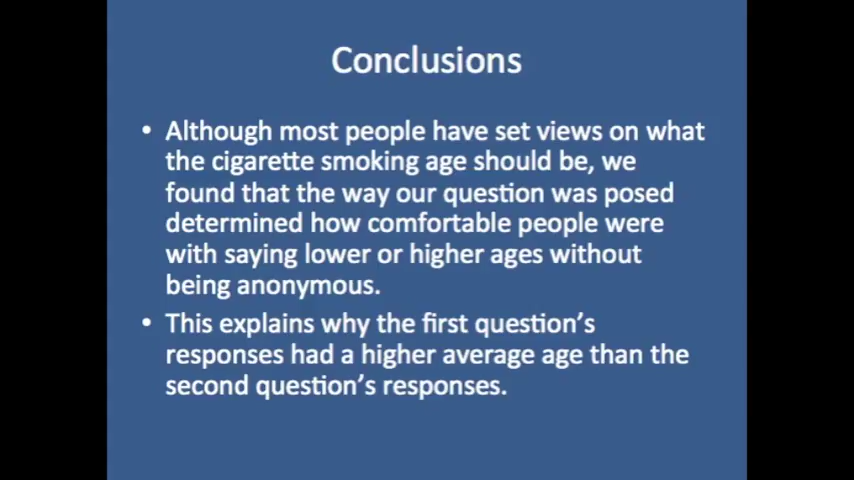 Conclusions
• Although most people have set views on what
the cigarette smoking age should be, we
found that the way our question was posed
determined how comfortable people were
with saying lower or higher ages without
being anonymous.
• This explains why the first question's
responses had a higher average age than the
second question's responses.